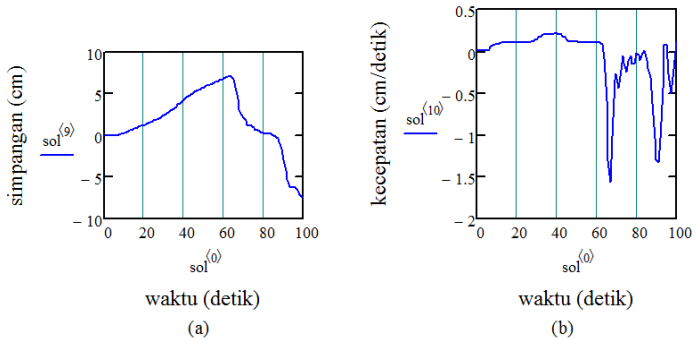 10
5
0
− 5
− 10
simpangan (cm)
sol⟨9⟩
0 20 40 60 80 100
sol⟨0⟩
waktu (detik)
(a)
0.5
0
− 0.5
− 1
− 1.5
− 2
kecepatan (cm/detik)
sol⟨10⟩
0 20 40 60 80 100
sol⟨0⟩
waktu (detik)
(b)